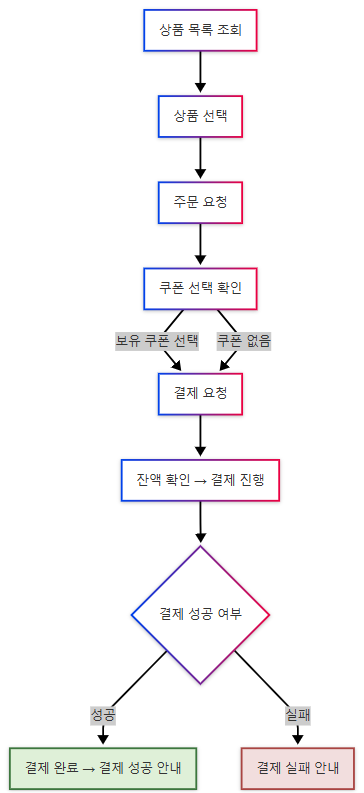 상품 목록 조회
상품 선택
주문 요청
쿠폰 선택 확인
보유 쿠폰 선택
쿠폰 없음
결제 요청
잔액 확인 → 결제 진행
결제 성공 여부
성공
실패
결제 완료 → 결제 성공 안내
결제 실패 안내